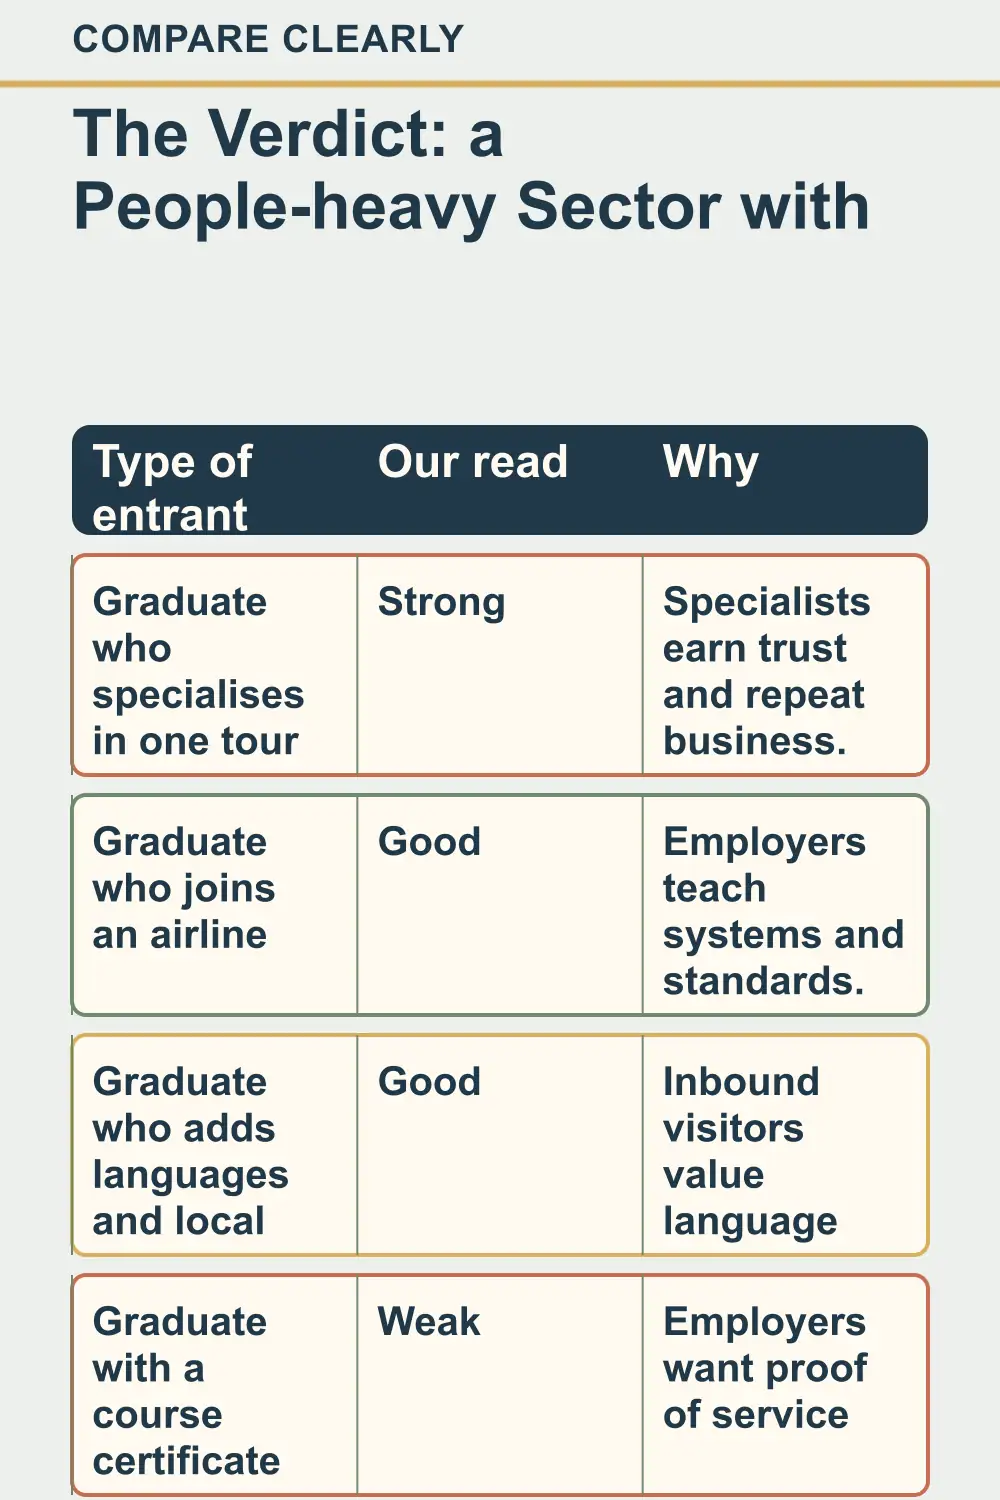 COMPARE CLEARLY
The Verdict: a
People-heavy Sector with
Type of
entrant
Our read
Why
Graduate
who
specialises
in one tour
Strong
Specialists
earn trust
and repeat
business.
Graduate
who joins
an airline
Good
Employers
teach
systems and
standards.
Graduate
who adds
languages
and local
Good
Inbound
visitors
value
language
Graduate
with a
course
certificate
Weak
Employers
want proof
of service